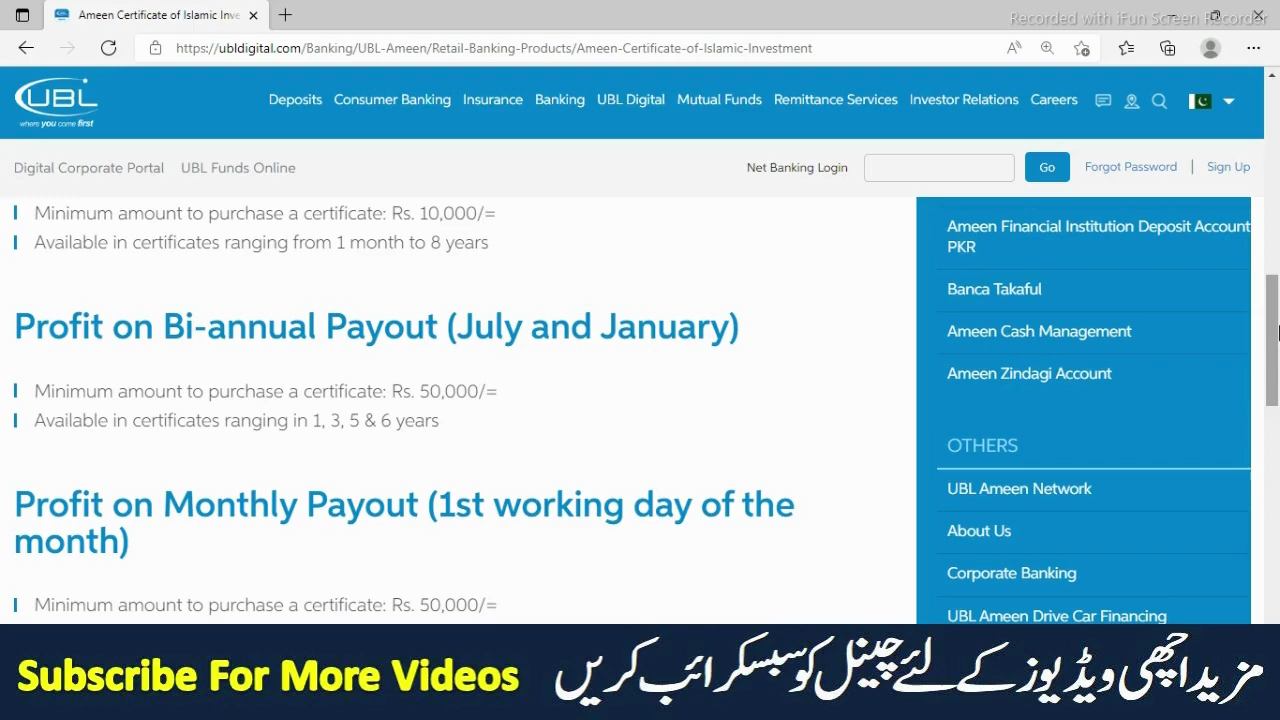 Ameen Certificate of Islamic Inve
Recorded with iFun Screen Recorder
https://ubldigital.com/Banking/UBL-Ameen/Retail-Banking-Products/Ameen-Certificate-of-Islamic-Investment
UBL
where you come first
Deposits Consumer Banking Insurance Banking UBL Digital Mutual Funds Remittance Services Investor Relations Careers
Digital Corporate Portal UBL Funds Online Net Banking Login Go Forgot Password | Sign Up
Minimum amount to purchase a certificate: Rs. 10,000/=
Available in certificates ranging from 1 month to 8 years
Profit on Bi-annual Payout (July and January)
Minimum amount to purchase a certificate: Rs. 50,000/=
Available in certificates ranging in 1, 3, 5 & 6 years
Profit on Monthly Payout (1st working day of the
month)
Minimum amount to purchase a certificate: Rs. 50,000/=
Ameen Financial Institution Deposit Account
PKR
Banca Takaful
Ameen Cash Management
Ameen Zindagi Account
OTHERS
UBL Ameen Network
About Us
Corporate Banking
UBL Ameen Drive Car Financing
Subscribe For More Videos
مزید اچھی ویڈیوز کے لئے چینل کو سبسکرائب کریں